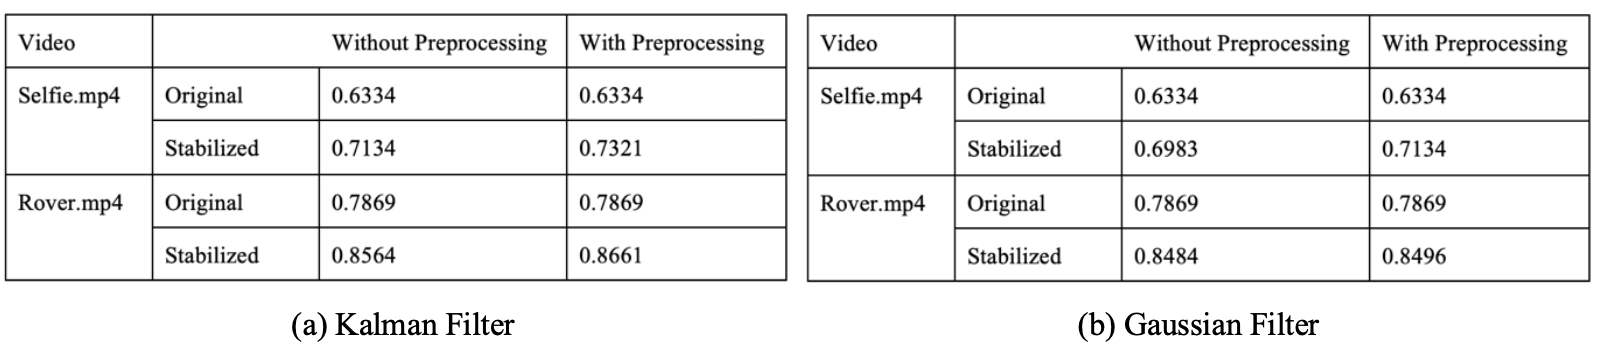 Video Without Preprocessing With Preprocessing
Selfie.mp4 Original 0.6334 0.6334
Stabilized 0.7134 0.7321
Rover.mp4 Original 0.7869 0.7869
Stabilized 0.8564 0.8661
(a) Kalman Filter
Video Without Preprocessing With Preprocessing
Selfie.mp4 Original 0.6334 0.6334
Stabilized 0.6983 0.7134
Rover.mp4 Original 0.7869 0.7869
Stabilized 0.8484 0.8496
(b) Gaussian Filter